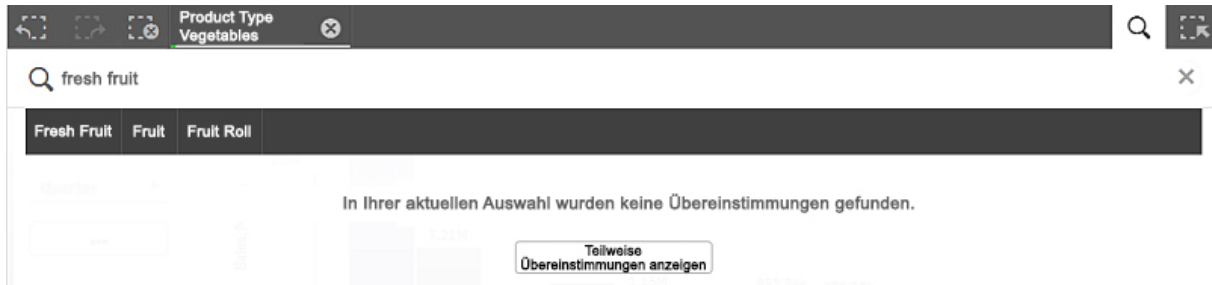 Product Type
Vegetables
fresh fruit
Fresh Fruit Fruit Fruit Roll
In Ihrer aktuellen Auswahl wurden keine Übereinstimmungen gefunden.
Teilweise
Übereinstimmungen anzeigen